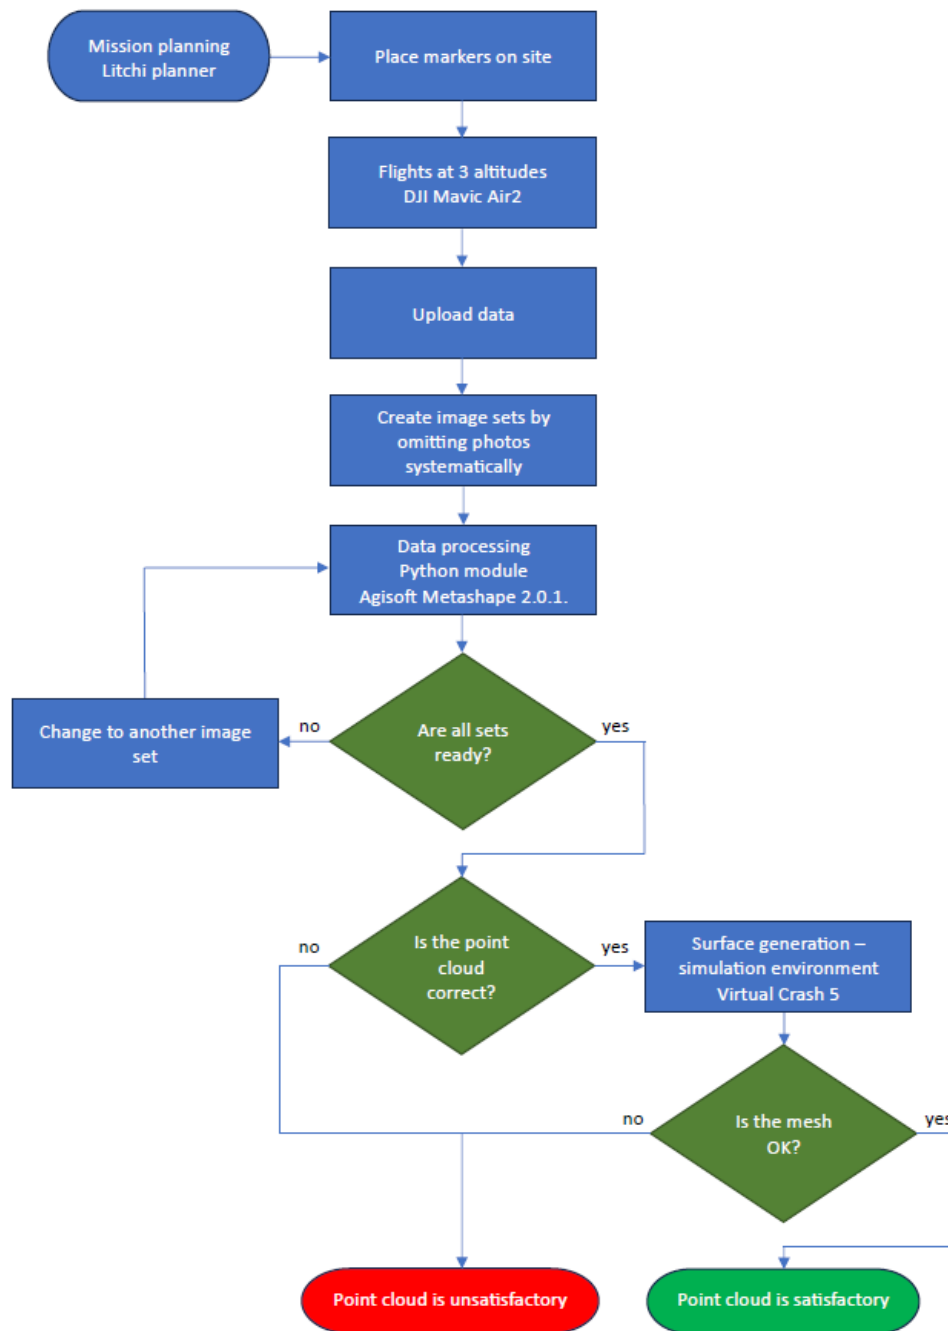 Mission planning
Litchi planner
Place markers on site
Flights at 3 altitudes
DJI Mavic Air2
Upload data
Create image sets by
omitting photos
systematically
Data processing
Python module
Agisoft Metashape 2.0.1.
Change to another image
set
no
Are all sets
ready?
yes
no
Is the point
cloud
correct?
yes
Surface generation –
simulation environment
Virtual Crash 5
no
Is the mesh
OK?
yes
Point cloud is unsatisfactory
Point cloud is satisfactory